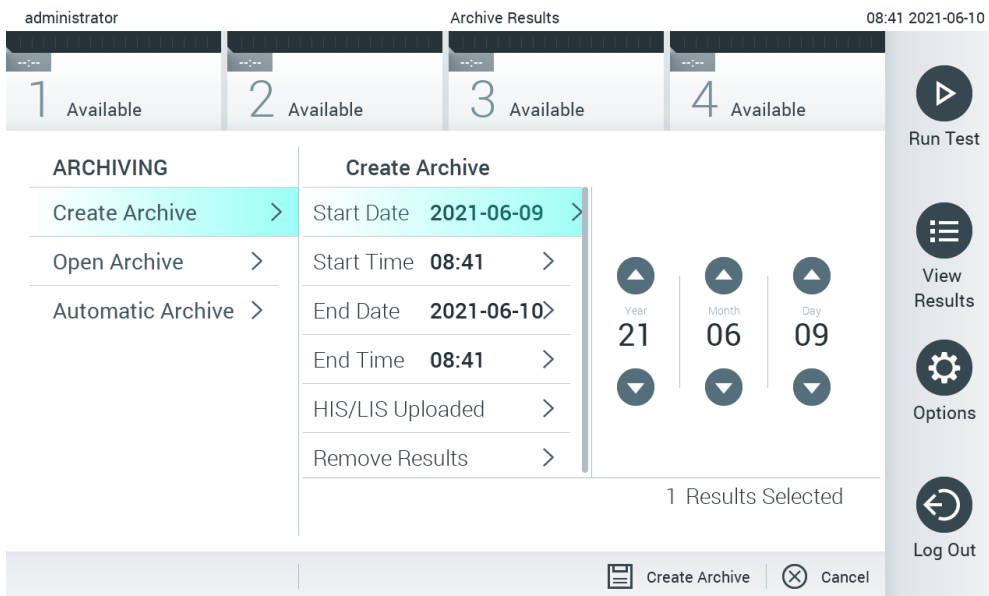 administrator Archive Results 08:41 2021-06-10
--:-- --:-- --:-- --:--
1 Available 2 Available 3 Available 4 Available
Run Test
ARCHIVING
Create Archive
Open Archive
Automatic Archive
Create Archive
Start Date 2021-06-09
Start Time 08:41
End Date 2021-06-10
End Time 08:41
HIS/LIS Uploaded
Remove Results
Year Month Day
21 06 09
1 Results Selected
View
Results
Options
Log Out
Create Archive Cancel